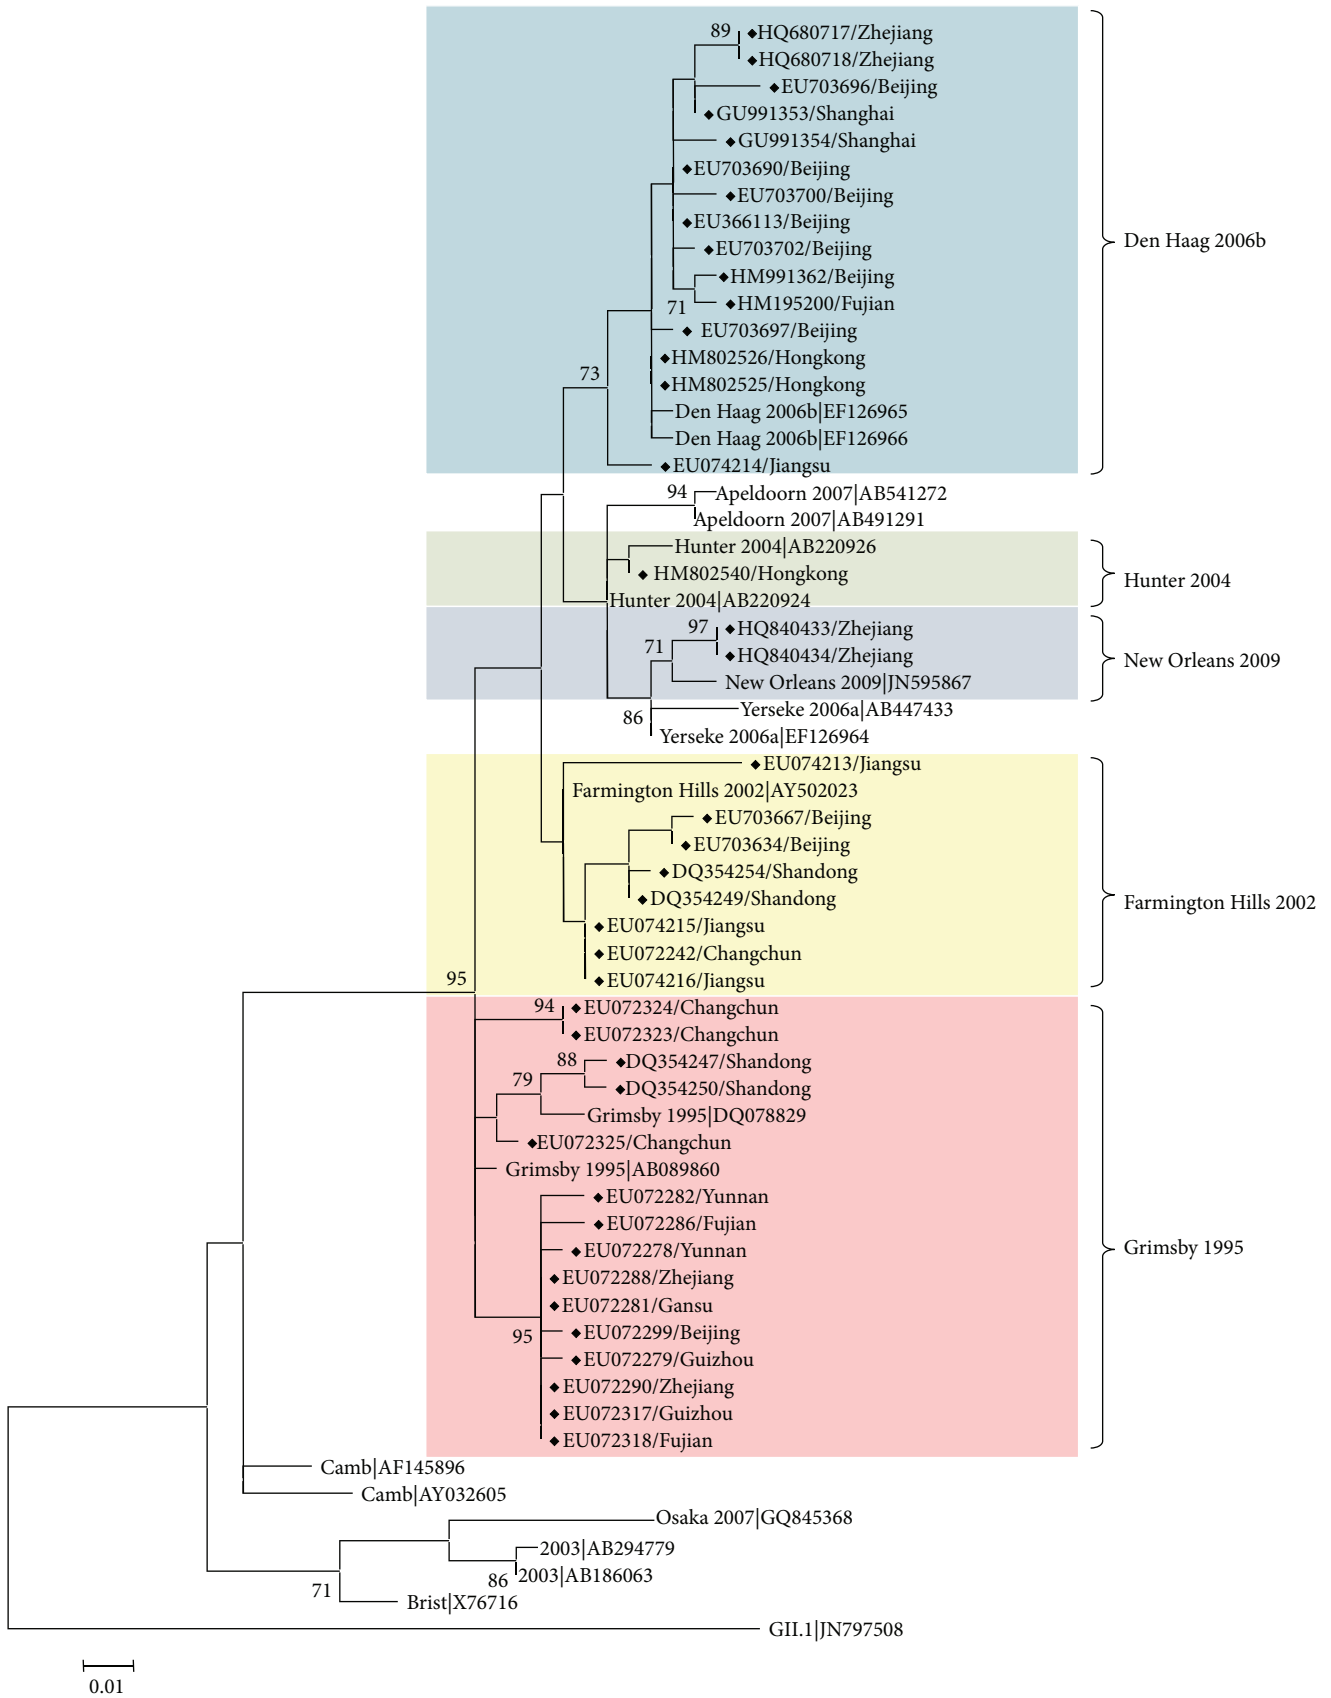 89
◆HQ680717/Zhejiang
◆HQ680718/Zhejiang
◆EU703696/Beijing
◆GU991353/Shanghai
◆GU991354/Shanghai
◆EU703690/Beijing
◆EU703700/Beijing
◆EU366113/Beijing
◆EU703702/Beijing
Den Haag 2006b
◆HM991362/Beijing
◆HM195200/Fujian
71
◆ EU703697/Beijing
◆HM802526/Hongkong
73
◆HM802525/Hongkong
Den Haag 2006b|EF126965
Den Haag 2006b|EF126966
◆EU074214/Jiangsu
94
Apeldoorn 2007|AB541272
Apeldoorn 2007|AB491291
Hunter 2004|AB220926
◆ HM802540/Hongkong
Hunter 2004
Hunter 2004|AB220924
97
◆HQ840433/Zhejiang
71
◆HQ840434/Zhejiang
New Orleans 2009
New Orleans 2009|JN595867
Yerseke 2006a|AB447433
86
Yerseke 2006a|EF126964
◆EU074213/Jiangsu
Farmington Hills 2002|AY502023
◆EU703667/Beijing
◆EU703634/Beijing
◆DQ354254/Shandong
◆DQ354249/Shandong
Farmington Hills 2002
◆EU074215/Jiangsu
◆EU072242/Changchun
◆EU074216/Jiangsu
95
94
◆EU072324/Changchun
◆EU072323/Changchun
88
◆DQ354247/Shandong
79
◆DQ354250/Shandong
Grimsby 1995|DQ078829
◆EU072325/Changchun
Grimsby 1995|AB089860
◆EU072282/Yunnan
◆EU072286/Fujian
◆EU072278/Yunnan
Grimsby 1995
◆EU072288/Zhejiang
◆EU072281/Gansu
◆EU072299/Beijing
95
◆EU072279/Guizhou
◆EU072290/Zhejiang
◆EU072317/Guizhou
◆EU072318/Fujian
Camb|AF145896
Camb|AY032605
Osaka 2007|GQ845368
2003|AB294779
86
2003|AB186063
71
Brist|X76716
GII.1|JN797508
0.01